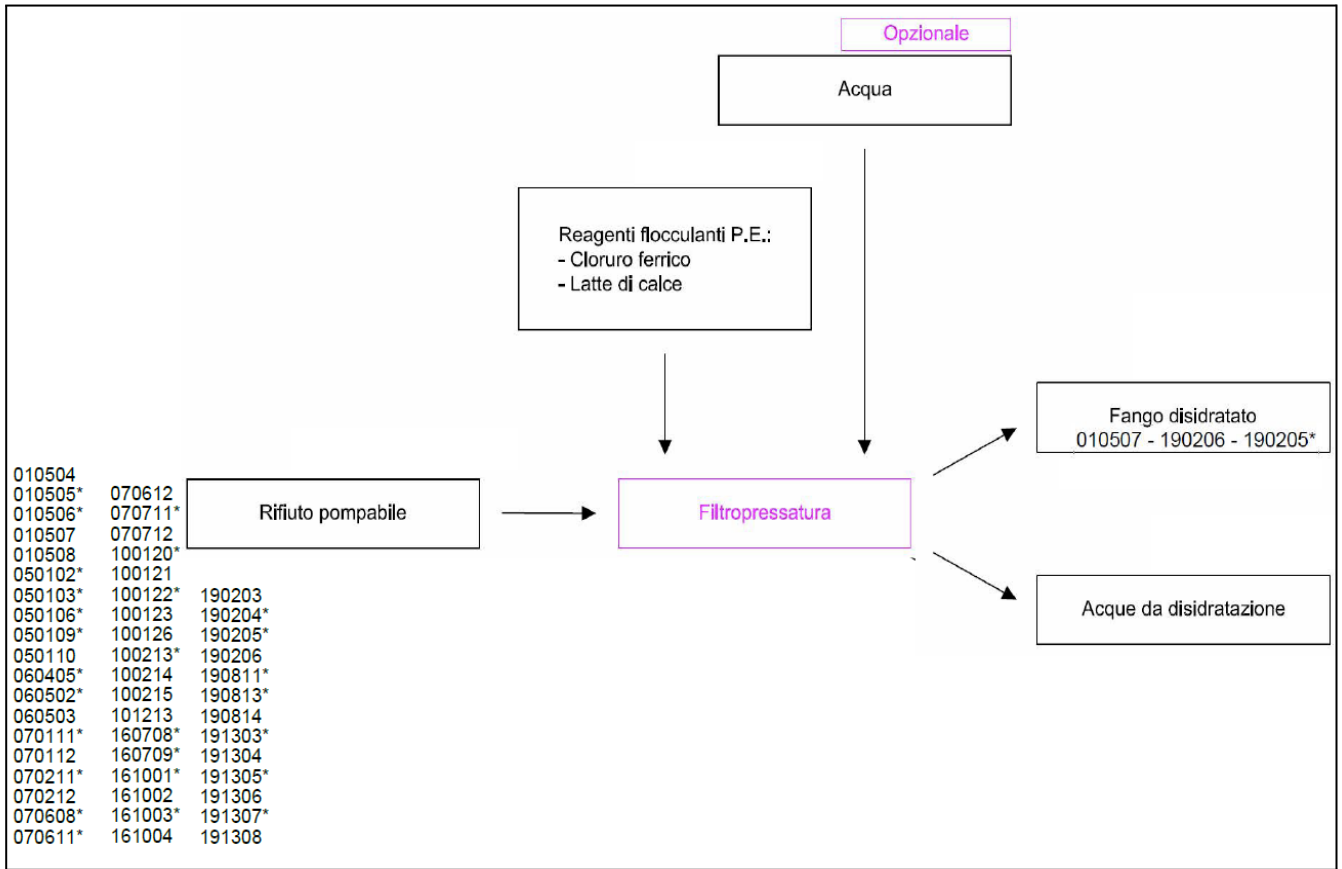 Opzionale
Acqua
Reagenti flocculanti P.E.:
- Cloruro ferrico
- Latte di calce
Fango disidratato
010507 - 190206 - 190205*
Rifiuto pompabile
Filtropressatura
Acque da disidratazione
010504
010505* 070612
010506* 070711*
010507 070712
010508 100120*
050102* 100121
050103* 100122* 190203
050106* 100123 190204*
050109* 100126 190205*
050110 100213* 190206
060405* 100214 190811*
060502* 100215 190813*
060503 101213 190814
070111* 160708* 191303*
070112 160709* 191304
070211* 161001* 191305*
070212 161002 191306
070608* 161003* 191307*
070611* 161004 191308